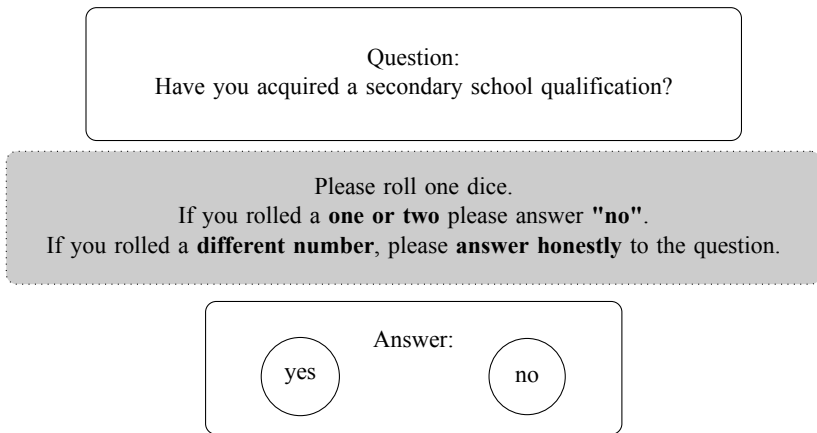 Question:
Have you acquired a secondary school qualification?
Please roll one dice.
If you rolled a one or two please answer "no".
If you rolled a different number, please answer honestly to the question.
Answer:
yes
no